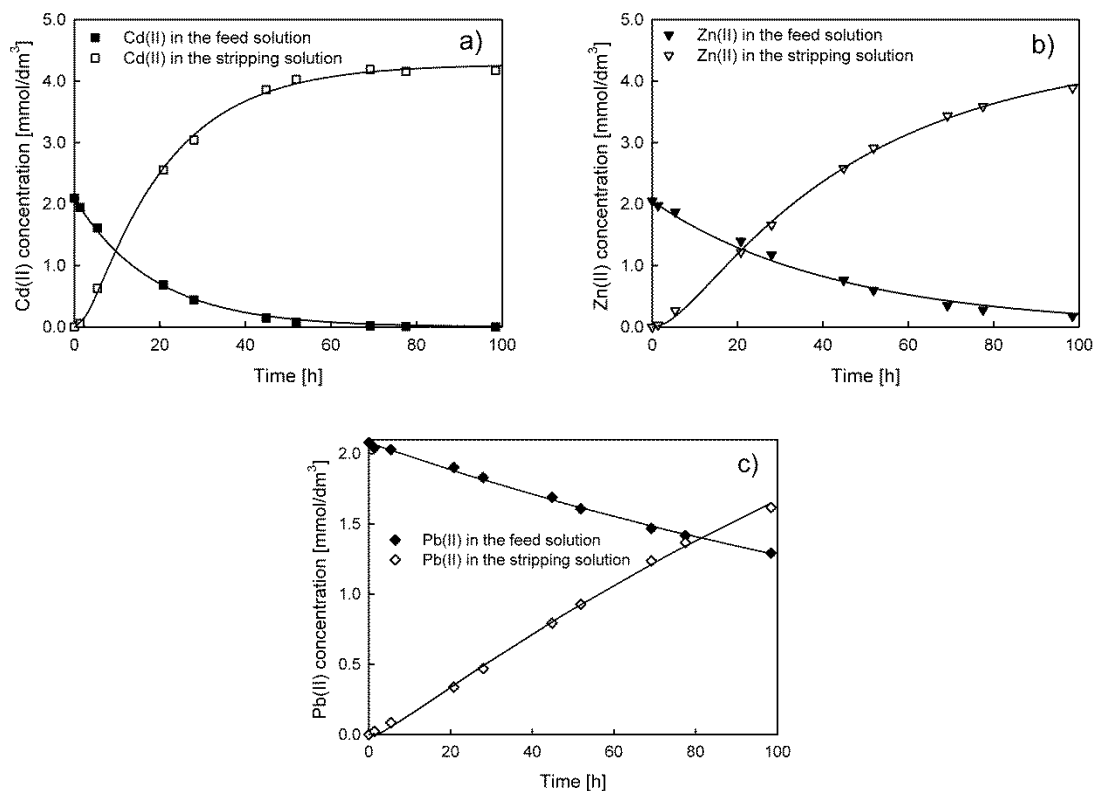 a)
Cd(II) in the feed solution
Cd(II) in the stripping solution
Cd(II) concentration [mmol/dm³]
5.0
4.0
3.0
2.0
1.0
0.0
0 20 40 60 80 100
Time [h]
b)
Zn(II) in the feed solution
Zn(II) in the stripping solution
Zn(II) concentration [mmol/dm³]
5.0
4.0
3.0
2.0
1.0
0.0
0 20 40 60 80 100
Time [h]
c)
Pb(II) in the feed solution
Pb(II) in the stripping solution
Pb(II) concentration [mmol/dm³]
2.0
1.5
1.0
0.5
0.0
0 20 40 60 80 100
Time [h]